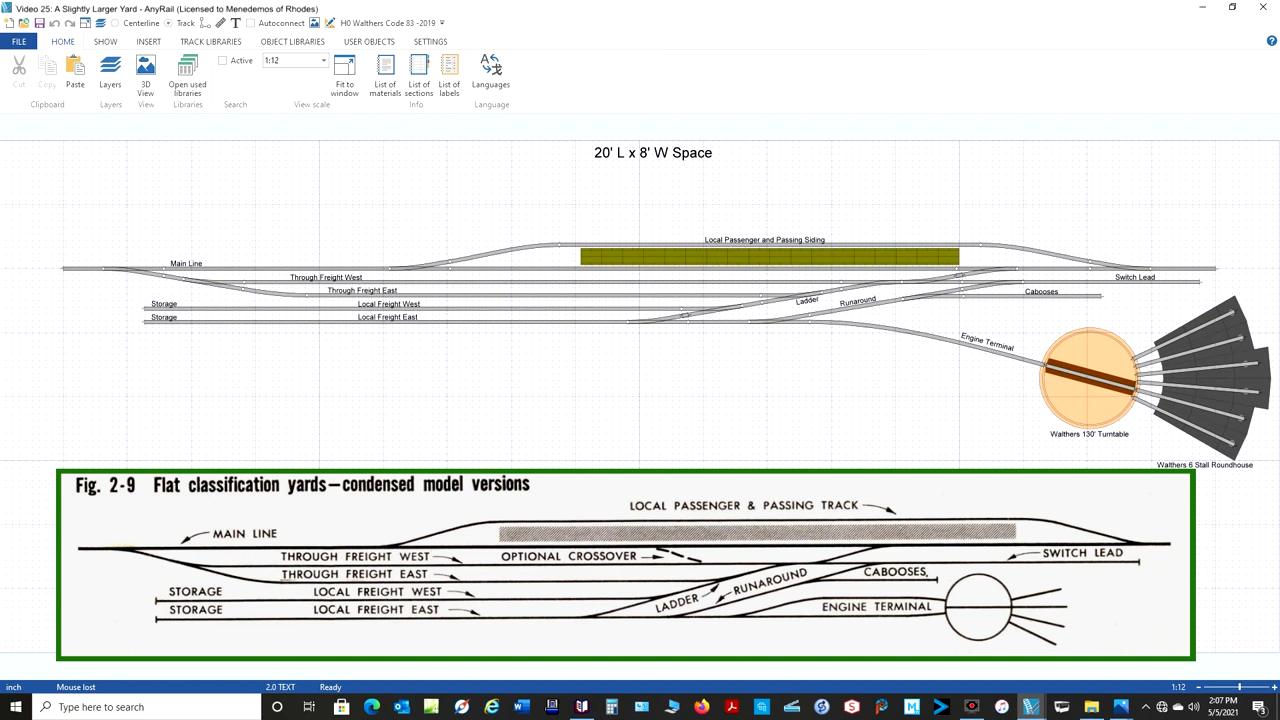 Video 25: A Slightly Larger Yard - AnyRail (Licensed to Menedemos of Rhodes)
Centerline Track Autoconnect H0 Walthers Code 83 -2019
FILE HOME SHOW INSERT TRACK LIBRARIES OBJECT LIBRARIES USER OBJECTS SETTINGS
Active 1:12
Cut Copy Paste Layers 3D View Open used libraries Fit to window List of materials List of sections List of labels Languages
Clipboard Layers View Libraries Search View scale Info Language
20' L x 8' W Space
Local Passenger and Passing Siding
Main Line
Through Freight West
Switch Lead
Through Freight East
Cabooses
Ladder
Runaround
Storage
Local Freight West
Storage
Local Freight East
Engine Terminal
Walthers 130' Turntable
Walthers 6 Stall Roundhouse
Fig. 2-9 Flat classification yards—condensed model versions
LOCAL PASSENGER & PASSING TRACK
MAIN LINE
THROUGH FREIGHT WEST
OPTIONAL CROSSOVER
SWITCH LEAD
THROUGH FREIGHT EAST
RUNAROUND
CABOOSES,
STORAGE
LOCAL FREIGHT WEST
LADDER
STORAGE
LOCAL FREIGHT EAST
ENGINE TERMINAL
inch Mouse lost 2.0 TEXT Ready 1:12
Type here to search
2:07 PM
5/5/2021